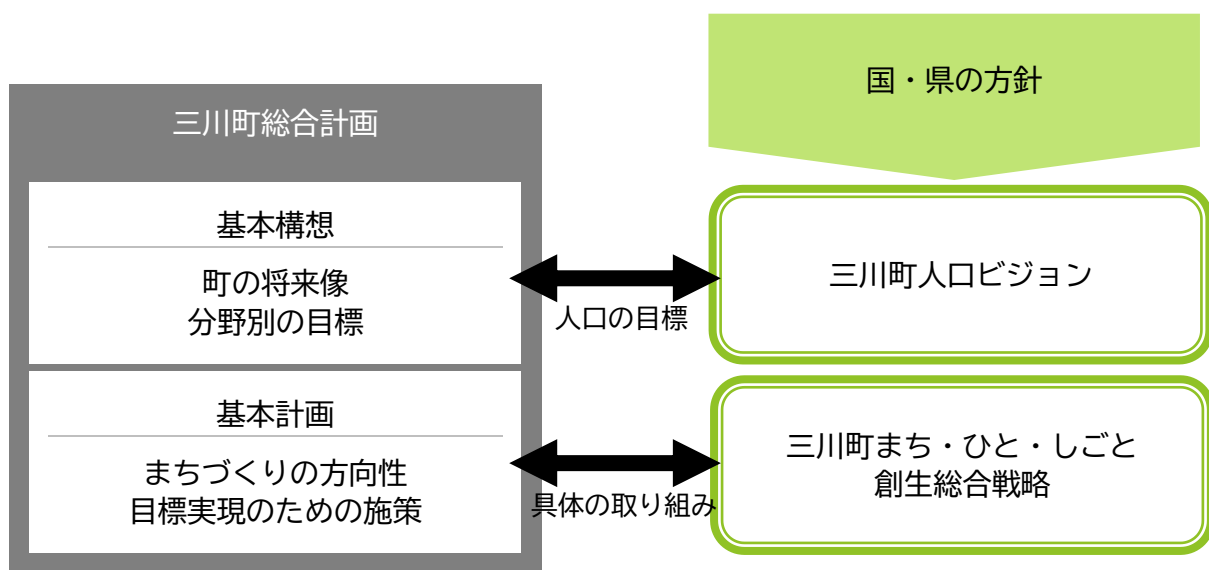 国・県の方針
三川町総合計画
基本構想
町の将来像
分野別の目標
人口の目標
三川町人口ビジョン
基本計画
まちづくりの方向性
目標実現のための施策
具体の取り組み
三川町まち・ひと・しごと
創生総合戦略